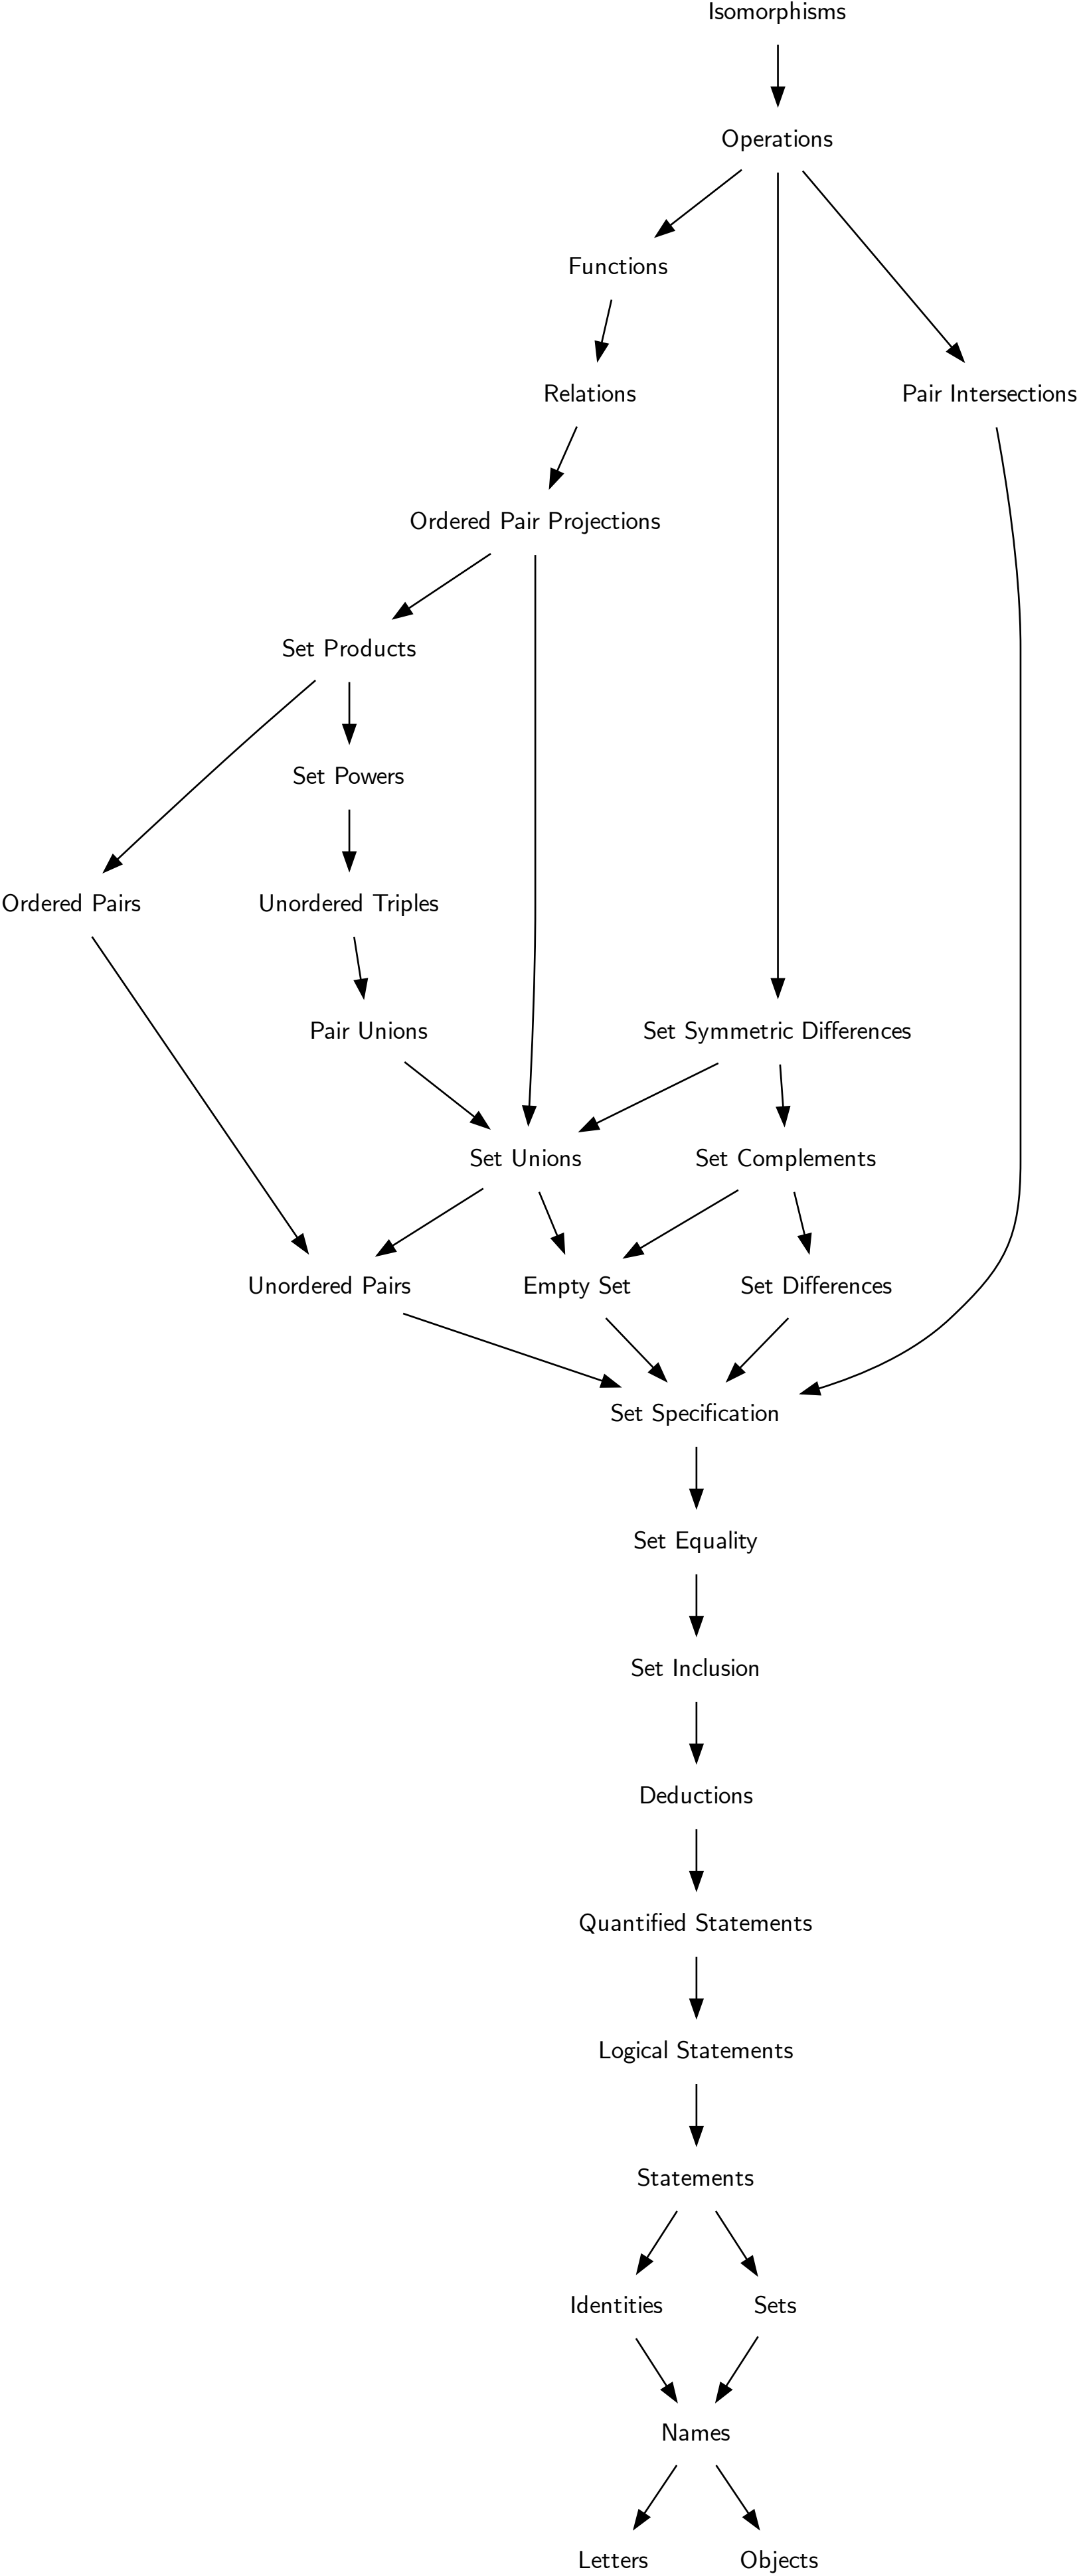 Isomorphisms
Operations
Functions
Relations
Pair Intersections
Ordered Pair Projections
Set Products
Set Powers
Ordered Pairs
Unordered Triples
Pair Unions
Set Symmetric Differences
Set Unions
Set Complements
Unordered Pairs
Empty Set
Set Differences
Set Specification
Set Equality
Set Inclusion
Deductions
Quantified Statements
Logical Statements
Statements
Identities
Sets
Names
Letters
Objects